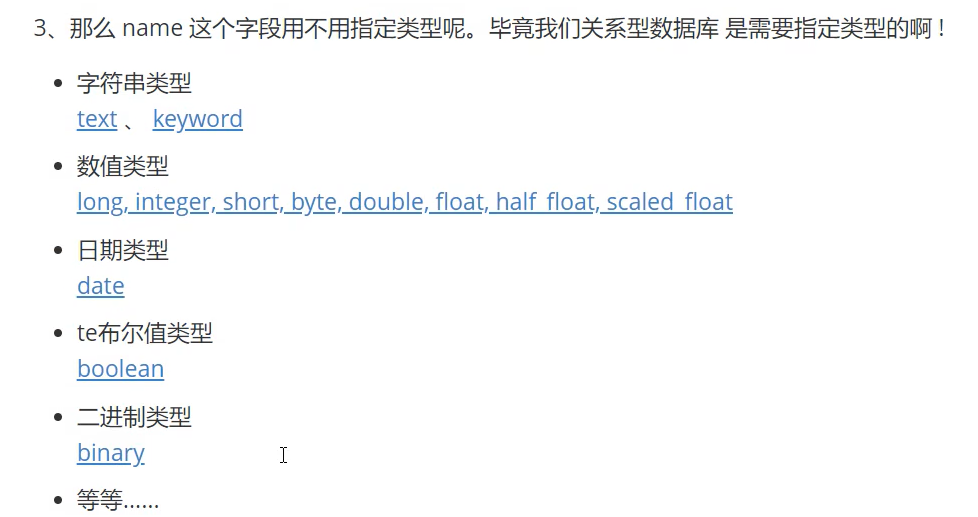 3、那么 name 这个字段用不用指定类型呢。毕竟我们关系型数据库 是需要指定类型的啊！
字符串类型
text 、 keyword
数值类型
long, integer, short, byte, double, float, half_float, scaled_float
日期类型
date
te布尔值类型
boolean
二进制类型
binary
等等……